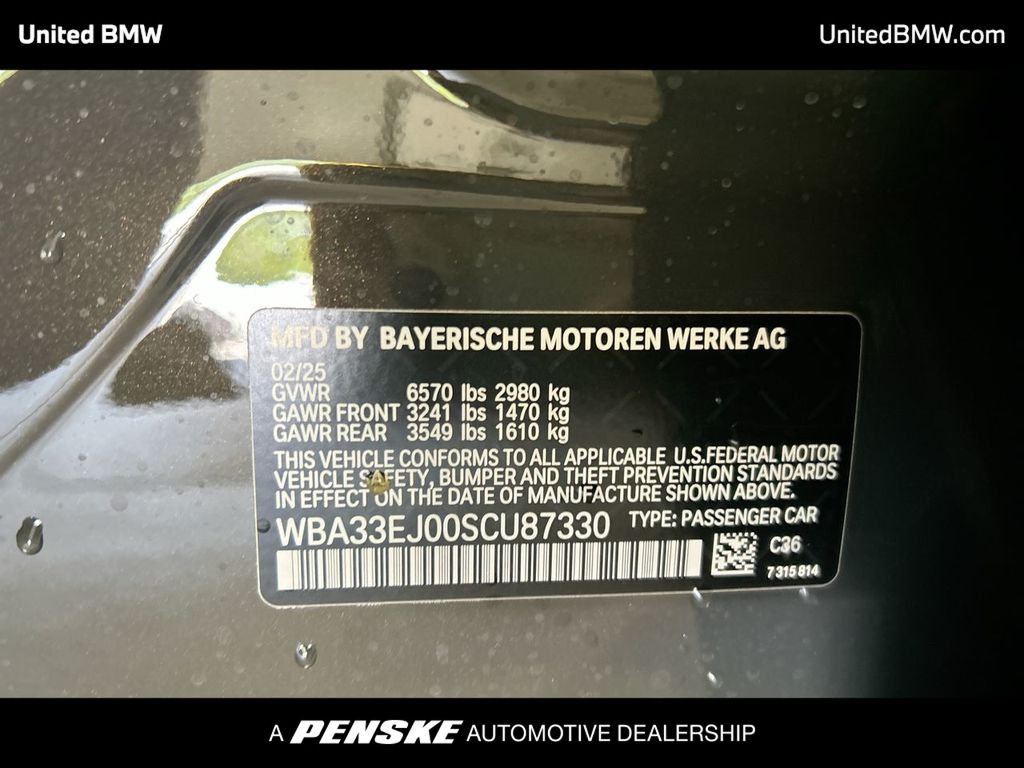 United BMW
UnitedBMW.com
MFD BY BAYERISCHE MOTOREN WERKE AG
02/25
GVWR 6570 lbs 2980 kg
GAWR FRONT 3241 lbs 1470 kg
GAWR REAR 3549 lbs 1610 kg
THIS VEHICLE CONFORMS TO ALL APPLICABLE U.S.FEDERAL MOTOR
VEHICLE SAFETY, BUMPER AND THEFT PREVENTION STANDARDS
IN EFFECT ON THE DATE OF MANUFACTURE SHOWN ABOVE.
WBA33EJ00SCU87330 TYPE: PASSENGER CAR
C36
7315814
A PENSKE AUTOMOTIVE DEALERSHIP